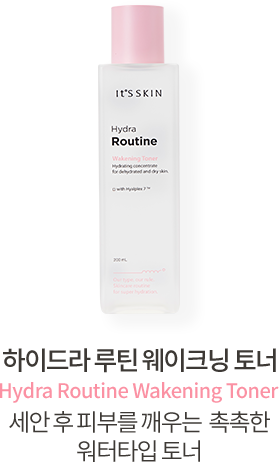 It'S SKIN
Hydra
Routine
Wakening Toner
Hydrating concentrate
for dehydrated and dry skin.
with Hyalplex 7™
300 mL
하이드라 루틴 웨이크닝 토너
Hydra Routine Wakening Toner
세안 후 피부를 깨우는 촉촉한
워터타입 토너